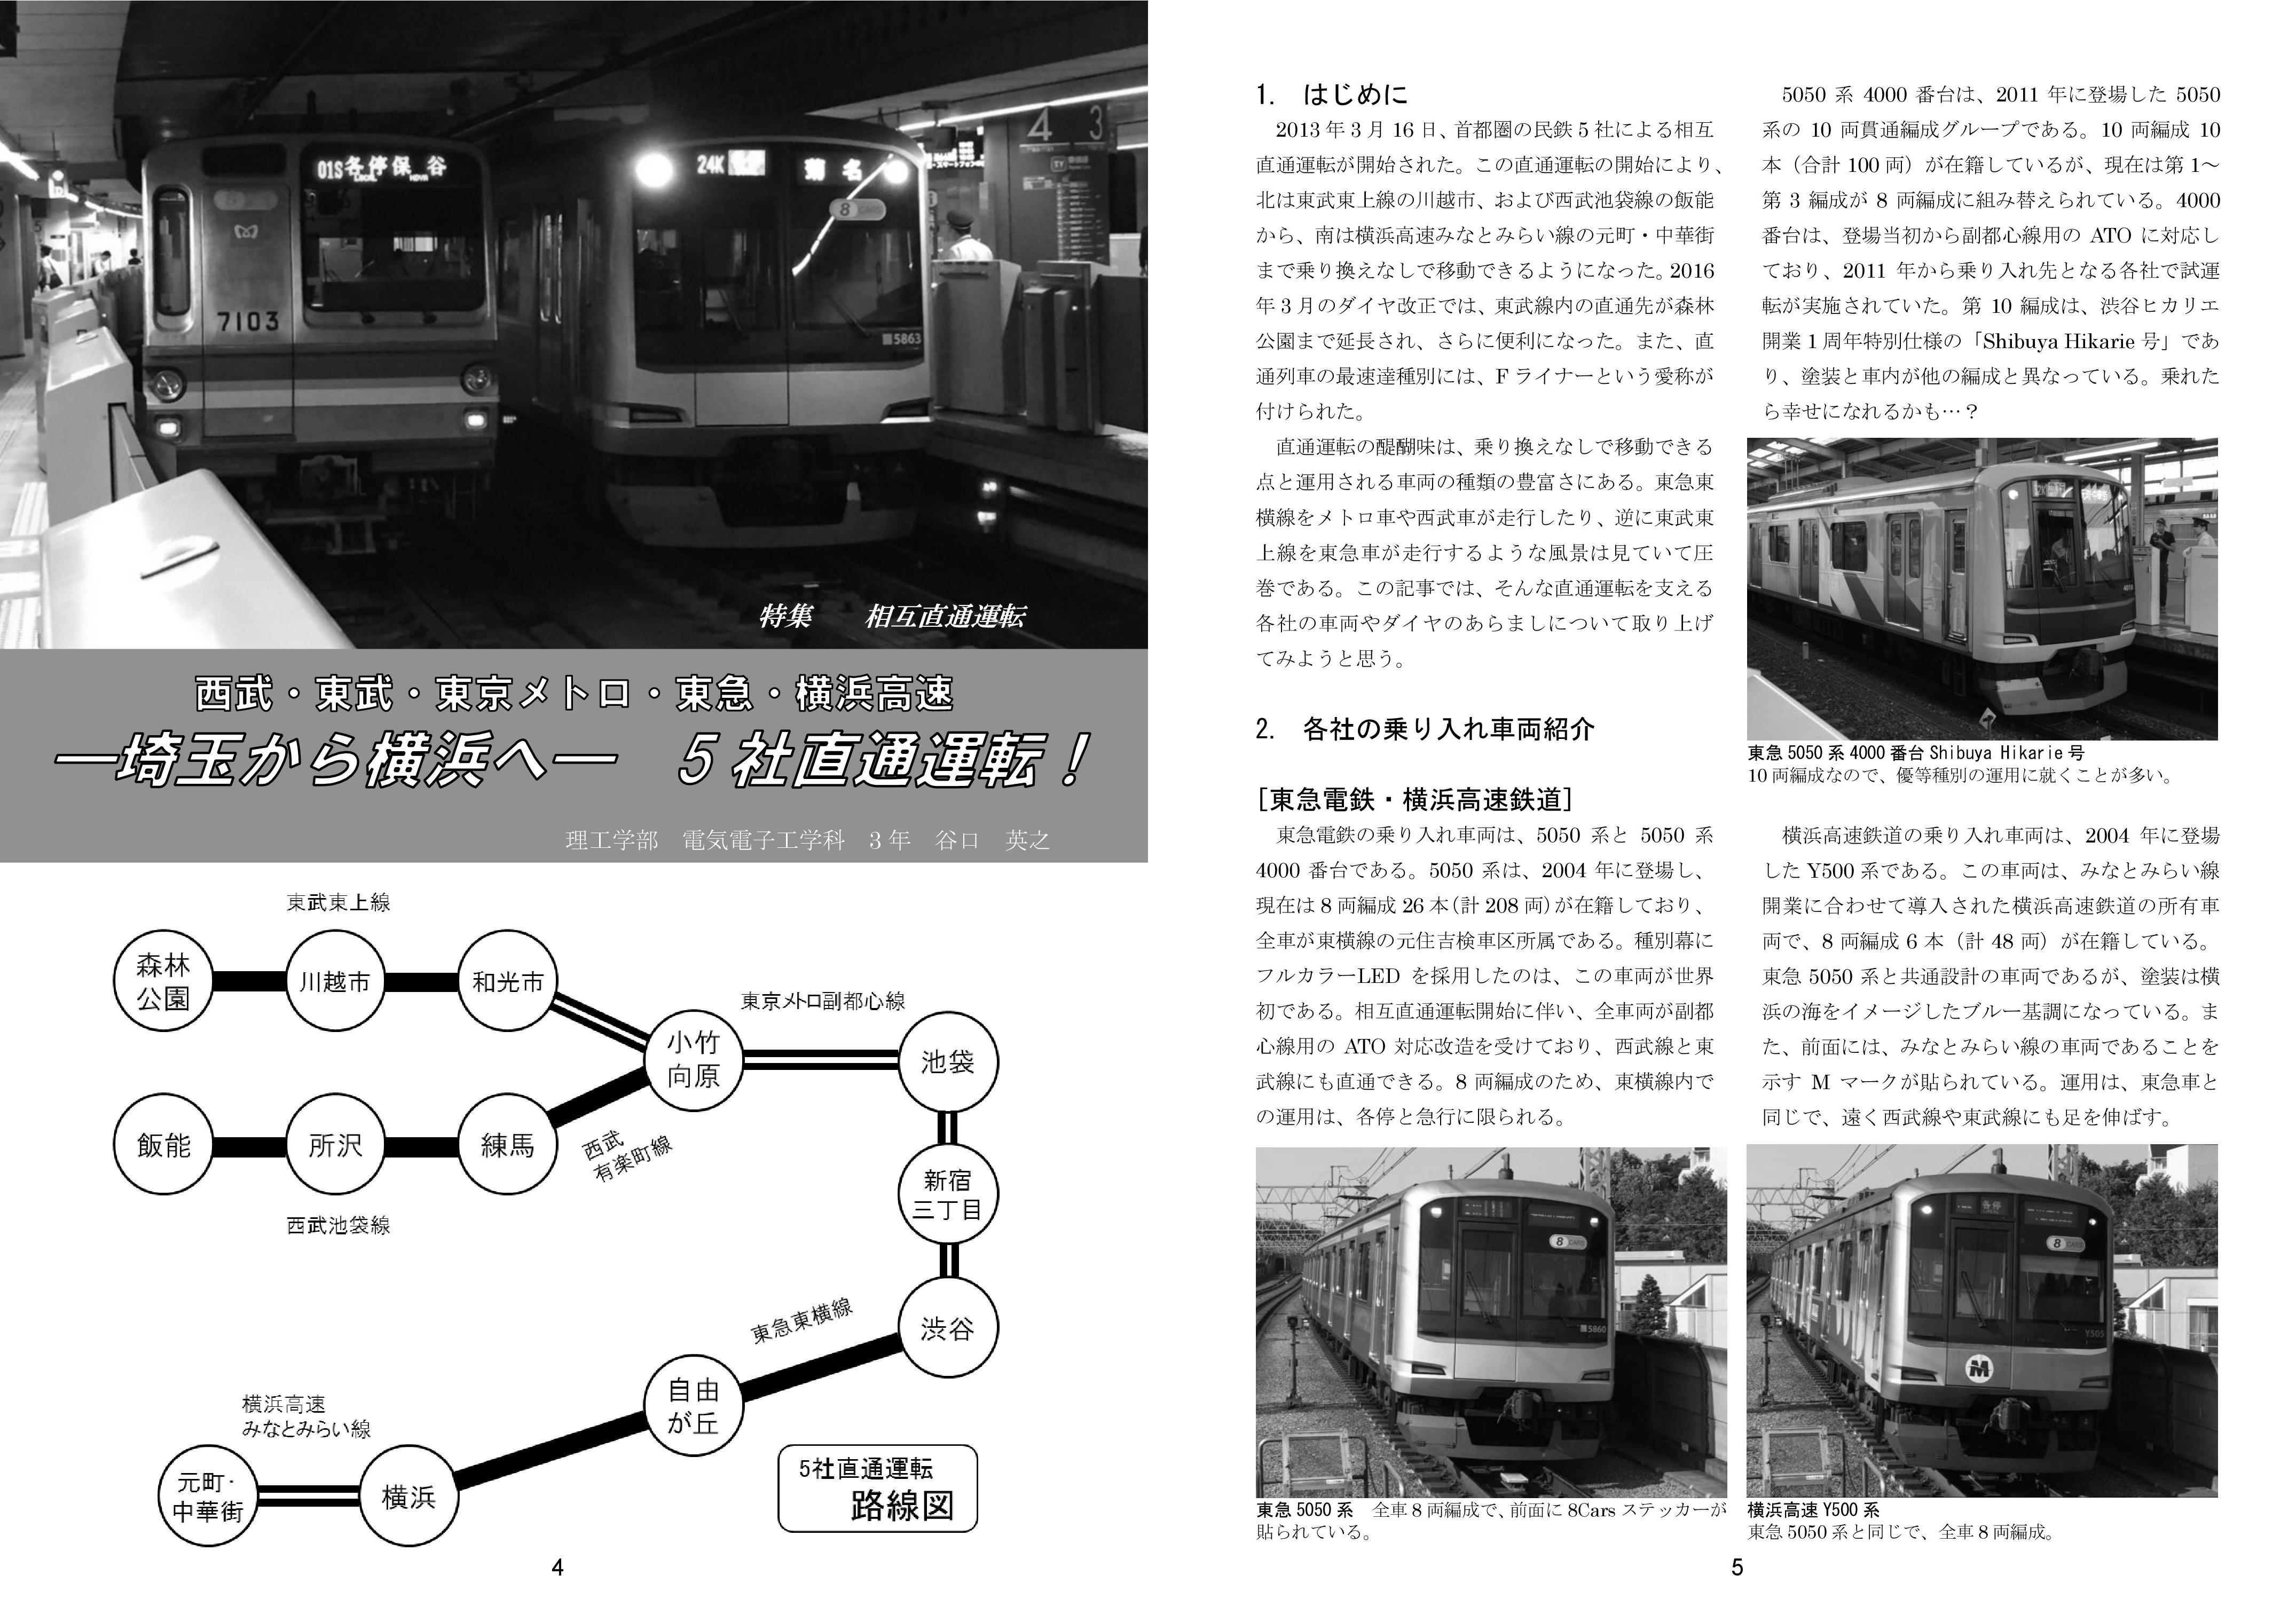 01S各停保谷
LOCAL HOYA
7103
24K
菊名
8 CARS
5863
4 3
特集　相互直通運転
西武・東武・東京メトロ・東急・横浜高速
―埼玉から横浜へ―　5社直通運転！
理工学部　電気電子工学科　3年　谷口　英之
東武東上線
森林
公園
川越市
和光市
小竹
向原
東京メトロ副都心線
池袋
飯能
所沢
練馬
西武
有楽町線
西武池袋線
新宿
三丁目
渋谷
東急東横線
自由
が丘
横浜高速
みなとみらい線
元町・
中華街
横浜
5社直通運転
路線図
4
1.　はじめに
2013年3月16日、首都圏の民鉄5社による相互
直通運転が開始された。この直通運転の開始により、
北は東武東上線の川越市、および西武池袋線の飯能
から、南は横浜高速みなとみらい線の元町・中華街
まで乗り換えなしで移動できるようになった。2016
年3月のダイヤ改正では、東武線内の直通先が森林
公園まで延長され、さらに便利になった。また、直
通列車の最速達種別には、Fライナーという愛称が
付けられた。
直通運転の醍醐味は、乗り換えなしで移動できる
点と運用される車両の種類の豊富さにある。東急東
横線をメトロ車や西武車が走行したり、逆に東武東
上線を東急車が走行するような風景は見ていて圧
巻である。この記事では、そんな直通運転を支える
各社の車両やダイヤのあらましについて取り上げ
てみようと思う。
2.　各社の乗り入れ車両紹介
[東急電鉄・横浜高速鉄道]
東急電鉄の乗り入れ車両は、5050系と5050系
4000番台である。5050系は、2004年に登場し、
現在は8両編成26本(計208両)が在籍しており、
全車が東横線の元住吉検車区所属である。種別幕に
フルカラーLEDを採用したのは、この車両が世界
初である。相互直通運転開始に伴い、全車両が副都
心線用のATO対応改造を受けており、西武線と東
武線にも直通できる。8両編成のため、東横線内で
の運用は、各停と急行に限られる。
8 CARS
5860
東急5050系　全車8両編成で、前面に8Carsステッカーが
貼られている。
5050系4000番台は、2011年に登場した5050
系の10両貫通編成グループである。10両編成10
本（合計100両）が在籍しているが、現在は第1～
第3編成が8両編成に組み替えられている。4000
番台は、登場当初から副都心線用のATOに対応し
ており、2011年から乗り入れ先となる各社で試運
転が実施されていた。第10編成は、渋谷ヒカリエ
開業1周年特別仕様の「Shibuya Hikarie号」であ
り、塗装と車内が他の編成と異なっている。乗れた
ら幸せになれるかも…？
東急5050系4000番台Shibuya Hikarie号
10両編成なので、優等種別の運用に就くことが多い。
横浜高速鉄道の乗り入れ車両は、2004年に登場
したY500系である。この車両は、みなとみらい線
開業に合わせて導入された横浜高速鉄道の所有車
両で、8両編成6本（計48両）が在籍している。
東急5050系と共通設計の車両であるが、塗装は横
浜の海をイメージしたブルー基調になっている。ま
た、前面には、みなとみらい線の車両であることを
示すMマークが貼られている。運用は、東急車と
同じで、遠く西武線や東武線にも足を伸ばす。
各停
8 CARS
Y505
M
横浜高速Y500系
東急5050系と同じで、全車8両編成。
5